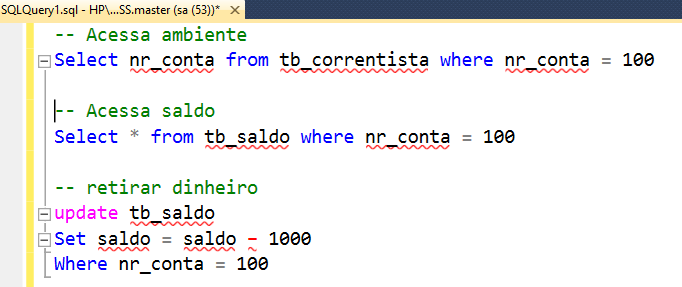 SQLQuery1.sql - HP\...SS.master (sa (53))* ×
-- Acessa ambiente
Select nr_conta from tb_correntista where nr_conta = 100
-- Acessa saldo
Select * from tb_saldo where nr_conta = 100
-- retirar dinheiro
update tb_saldo
Set saldo = saldo - 1000
Where nr_conta = 100